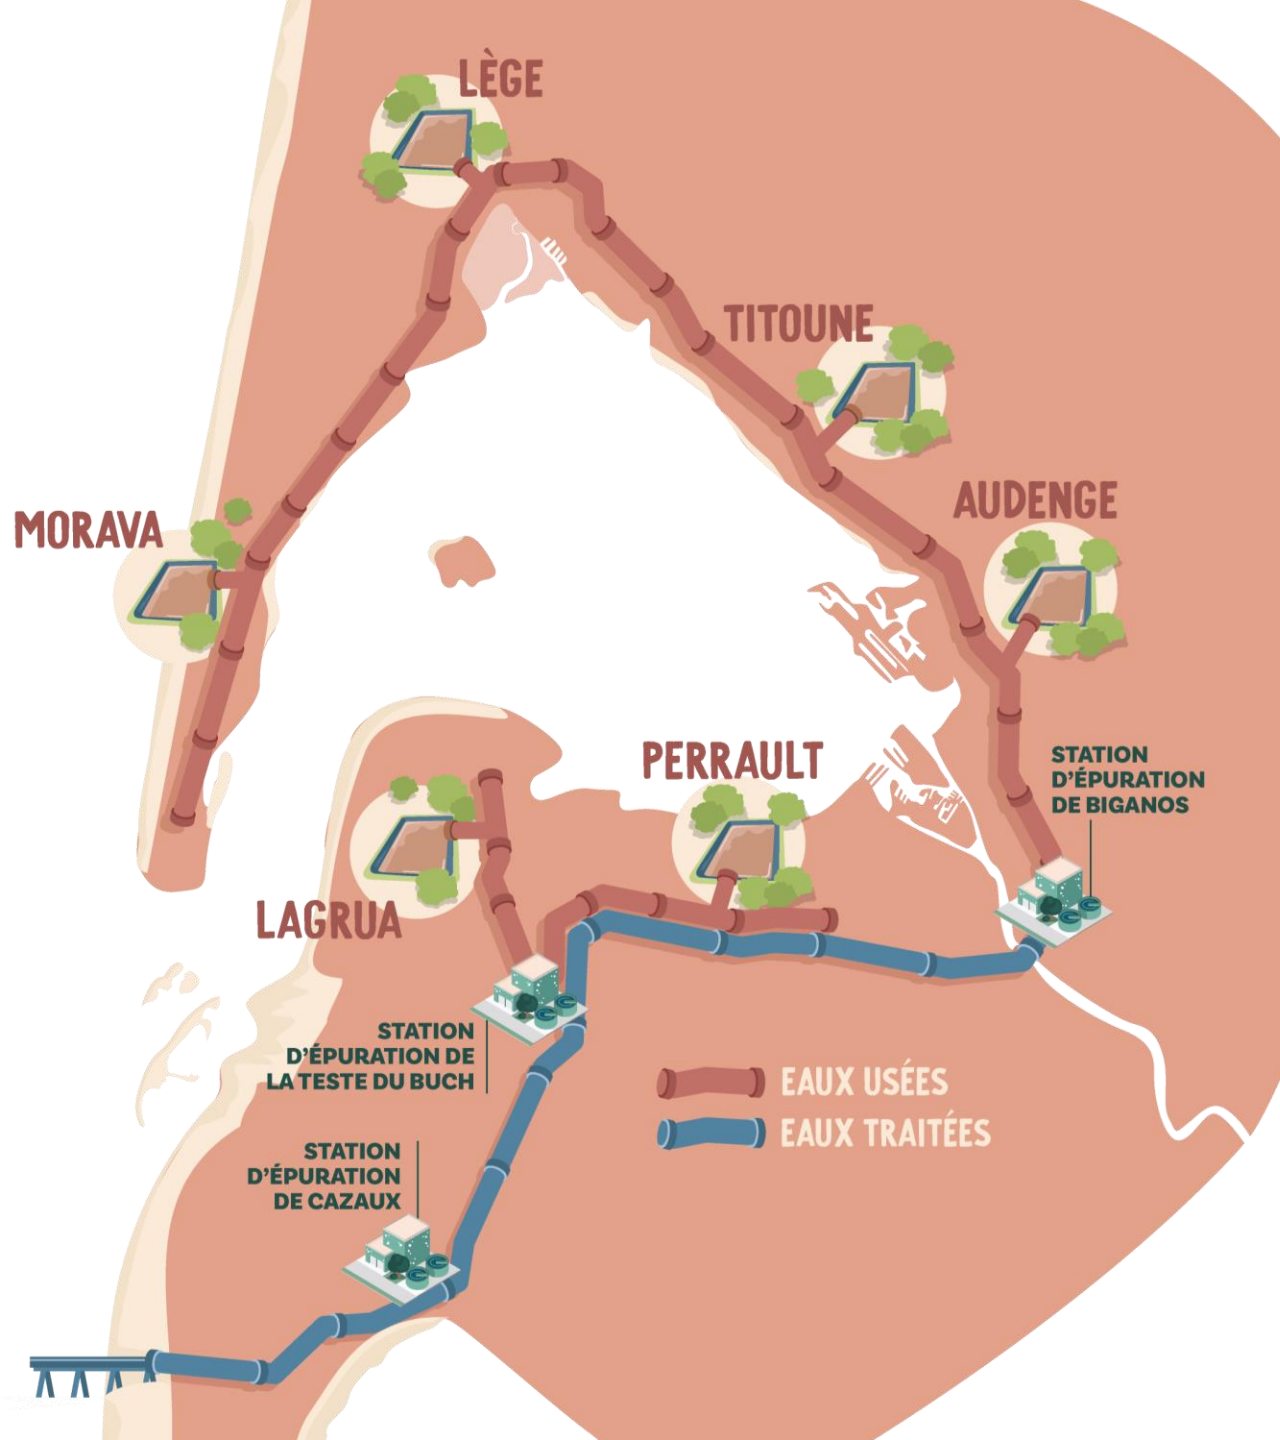 LÈGE
TITOUNE
AUDENGE
MORAVA
PERRAULT
STATION
D'ÉPURATION
DE BIGANOS
LAGRUA
STATION
D'ÉPURATION DE
LA TESTE DU BUCH
EAUX USÉES
EAUX TRAITÉES
STATION
D'ÉPURATION
DE CAZAUX